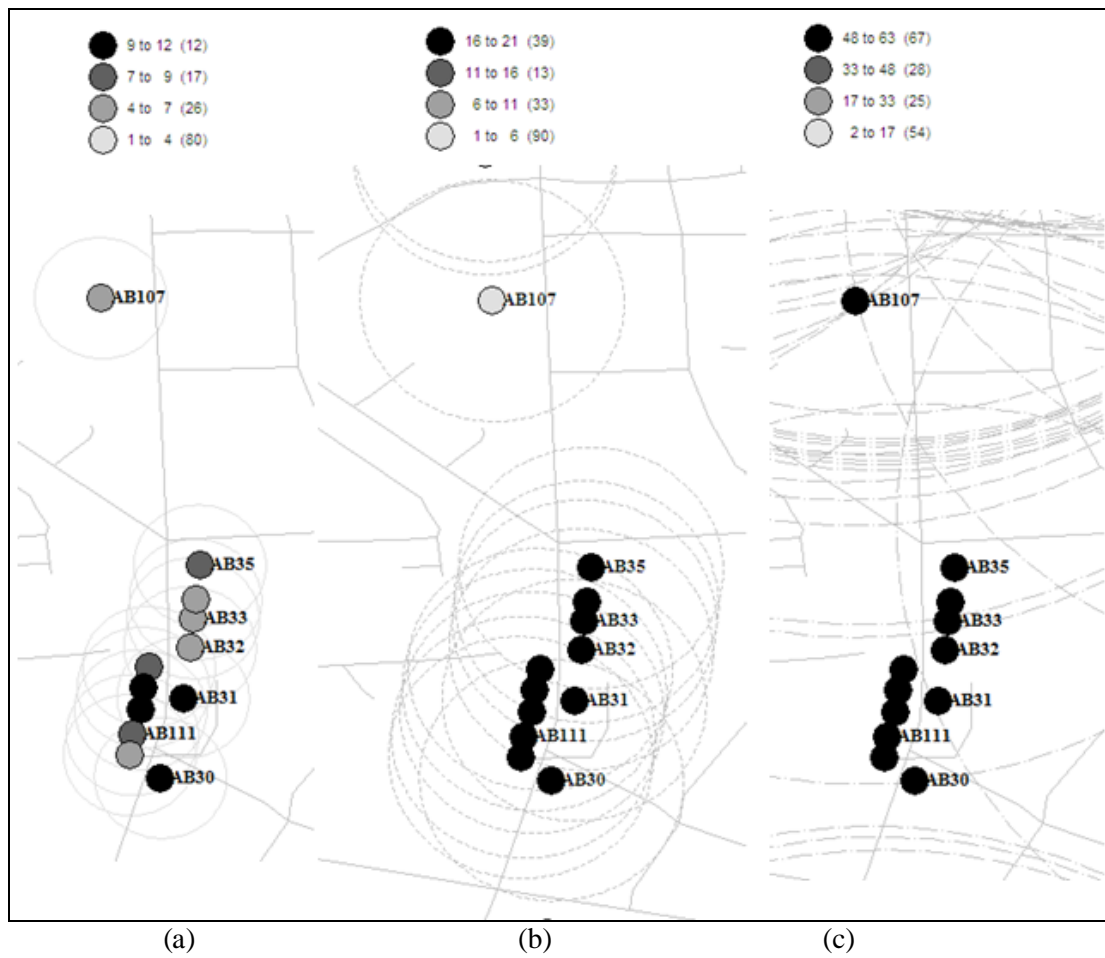 9 to 12 (12)
7 to 9 (17)
4 to 7 (26)
1 to 4 (80)
AB107
AB35
AB33
AB32
AB31
AB111
AB30
16 to 21 (39)
11 to 16 (13)
6 to 11 (33)
1 to 6 (90)
AB107
AB35
AB33
AB32
AB31
AB111
AB30
48 to 63 (67)
33 to 48 (28)
17 to 33 (25)
2 to 17 (54)
AB107
AB35
AB33
AB32
AB31
AB111
AB30
(a) (b) (c)